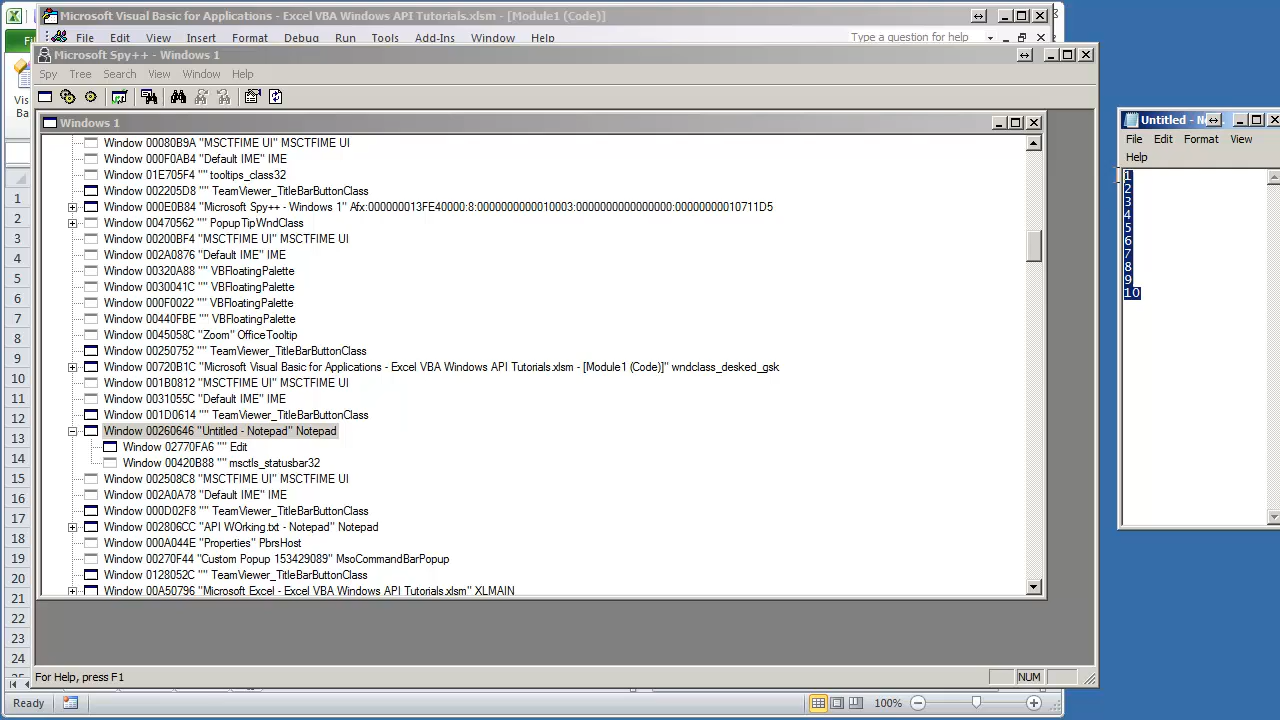 Microsoft Visual Basic for Applications - Excel VBA Windows API Tutorials.xlsm - [Module1 (Code)]
File Edit View Insert Format Debug Run Tools Add-Ins Window Help Type a question for help
Microsoft Spy++ - Windows 1
Spy Tree Search View Window Help
Vis
Ba
Windows 1
Window 00080B9A "MSCTFIME UI" MSCTFIME UI
Window 000F0AB4 "Default IME" IME
Window 01E705F4 "" tooltips_class32
Window 002205D8 "" TeamViewer_TitleBarButtonClass
Window 000E0B84 "Microsoft Spy++ - Windows 1" Afx:000000013FE40000:8:0000000000010003:0000000000000000:00000000010711D5
Window 00470562 "" PopupTipWndClass
Window 00200BF4 "MSCTFIME UI" MSCTFIME UI
Window 002A0876 "Default IME" IME
Window 00320A88 "" VBFloatingPalette
Window 0030041C "" VBFloatingPalette
Window 000F0022 "" VBFloatingPalette
Window 00440FBE "" VBFloatingPalette
Window 0045058C "Zoom" OfficeTooltip
Window 00250752 "" TeamViewer_TitleBarButtonClass
Window 00720B1C "Microsoft Visual Basic for Applications - Excel VBA Windows API Tutorials.xlsm - [Module1 (Code)]" wndclass_desked_gsk
Window 001B0812 "MSCTFIME UI" MSCTFIME UI
Window 0031055C "Default IME" IME
Window 001D0614 "" TeamViewer_TitleBarButtonClass
Window 00260646 "Untitled - Notepad" Notepad
Window 02770FA6 "" Edit
Window 00420B88 "" msctls_statusbar32
Window 002508C8 "MSCTFIME UI" MSCTFIME UI
Window 002A0A78 "Default IME" IME
Window 000D02F8 "" TeamViewer_TitleBarButtonClass
Window 002806CC "API WOrking.txt - Notepad" Notepad
Window 000A044E "Properties" PbrsHost
Window 00270F44 "Custom Popup 153429089" MsoCommandBarPopup
Window 0128052C "" TeamViewer_TitleBarButtonClass
Window 00A50796 "Microsoft Excel - Excel VBA Windows API Tutorials.xlsm" XLMAIN
1
2
3
4
5
6
7
8
9
10
11
12
13
14
15
16
17
18
19
20
21
22
23
24
For Help, press F1
NUM
Ready
100%
Untitled - N
File Edit Format View
Help
1
2
3
4
5
6
7
8
9
10